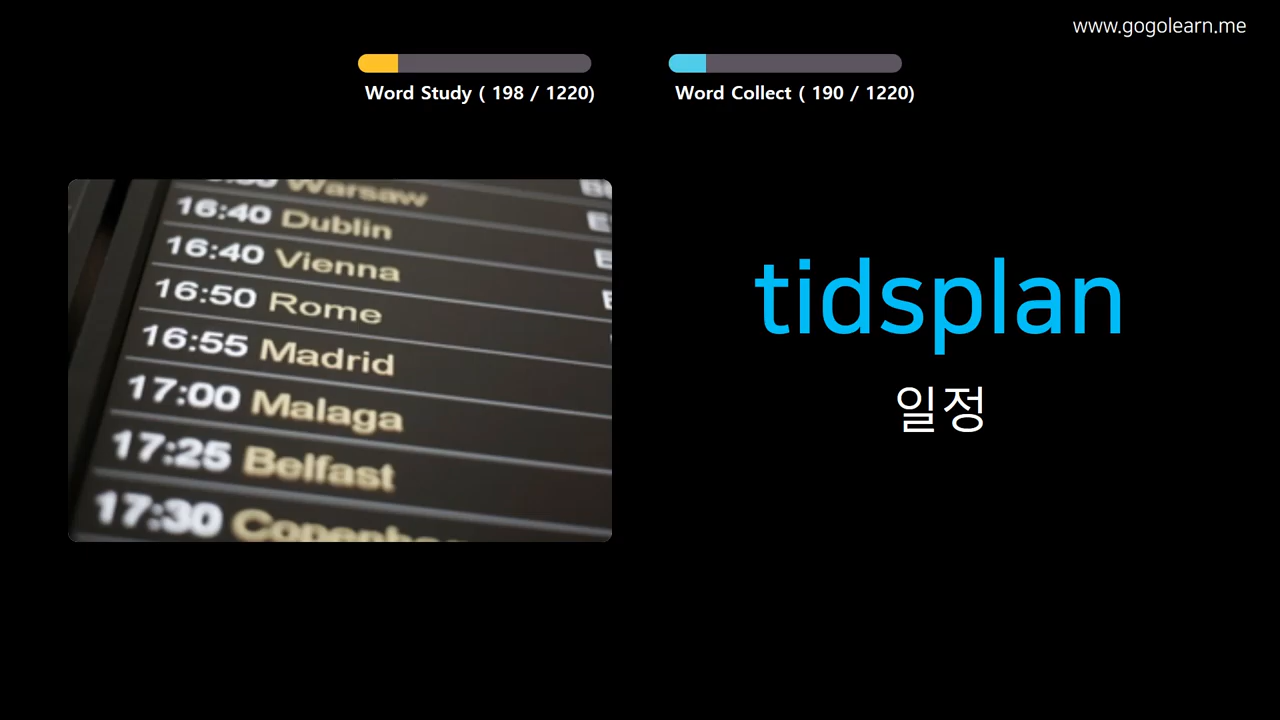 www.gogolearn.me
Word Study ( 198 / 1220)
Word Collect ( 190 / 1220)
Warsaw
16:40 Dublin
16:40 Vienna
16:50 Rome
16:55 Madrid
17:00 Malaga
17:25 Belfast
17:30
tidsplan
일정